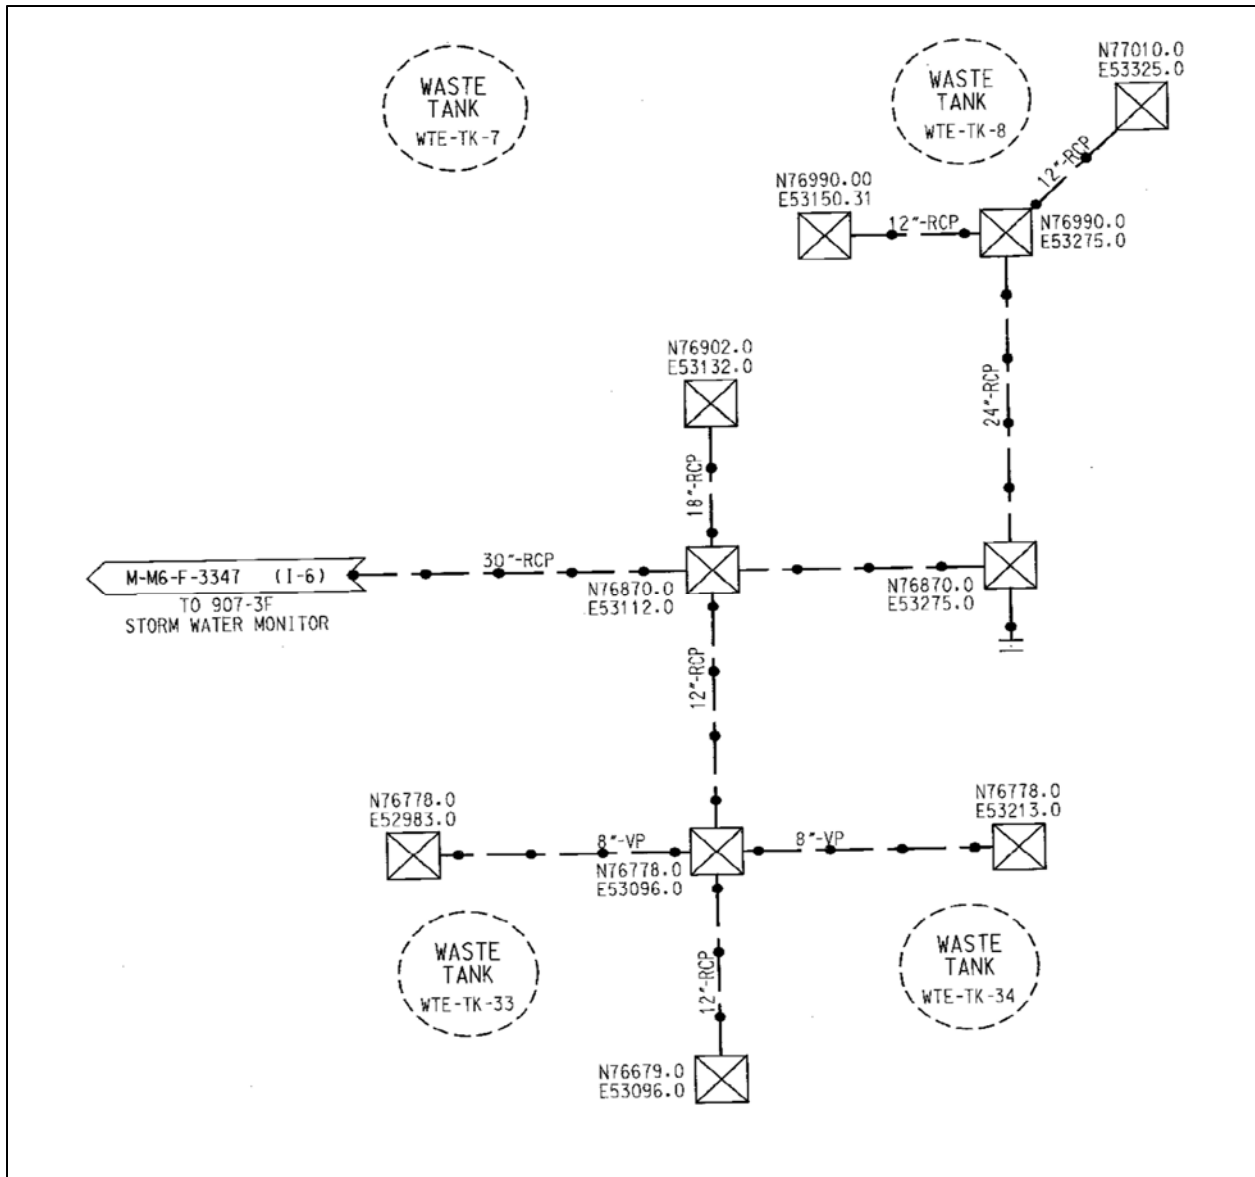 WASTE
TANK
WTE-TK-7
WASTE
TANK
WTE-TK-8
N77010.0
E53325.0
12"-RCP
N76990.00
E53150.31
12"-RCP
N76990.0
E53275.0
24"-RCP
N76902.0
E53132.0
18"-RCP
30"-RCP
M-M6-F-3347 (I-6)
TO 907-3F
STORM WATER MONITOR
N76870.0
E53112.0
N76870.0
E53275.0
12"-RCP
N76778.0
E52983.0
8"-VP
N76778.0
E53096.0
8"-VP
N76778.0
E53213.0
WASTE
TANK
WTE-TK-33
12"-RCP
WASTE
TANK
WTE-TK-34
N76679.0
E53096.0